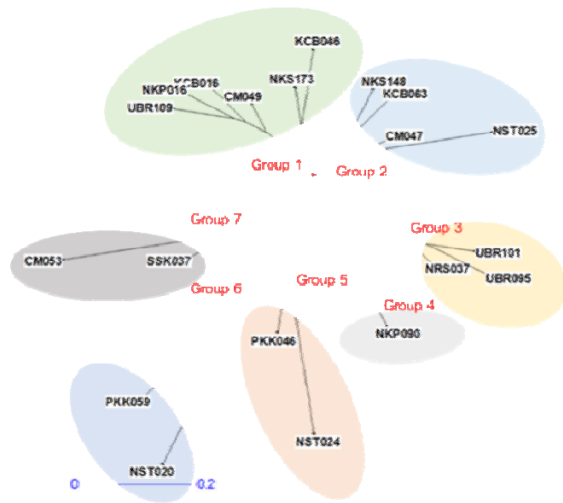 KCB046
NKS173
KCB016
NKP016
CM049
UBR109
NKS148
KCB063
CM047
NST025
Group 1
Group 2
Group 7
Group 3
CM053
SSK037
UBR101
NRS037
UBR095
Group 6
Group 5
Group 4
PKK046
NKP090
PKK059
NST024
NST020
0 0.2